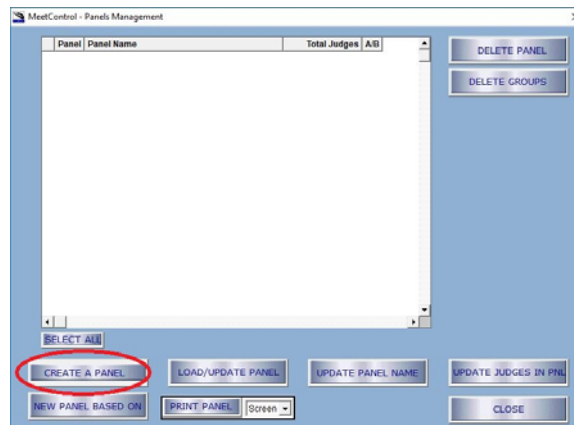 MeetControl - Panels Management
Panel Panel Name Total Judges A/B
DELETE PANEL
DELETE GROUPS
SELECT ALL
CREATE A PANEL LOAD/UPDATE PANEL UPDATE PANEL NAME UPDATE JUDGES IN PNL
NEW PANEL BASED ON PRINT PANEL Screen CLOSE